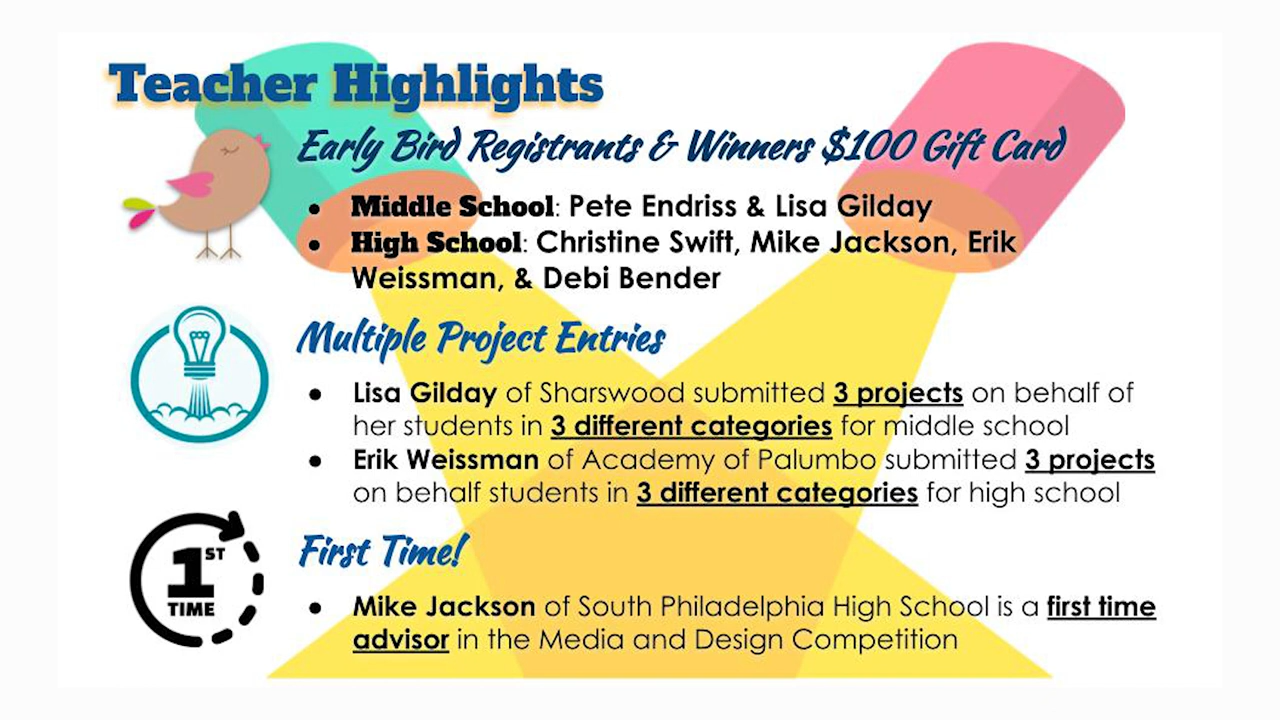 Teacher Highlights
Early Bird Registrants & Winners $100 Gift Card
● Middle School: Pete Endriss & Lisa Gilday
● High School: Christine Swift, Mike Jackson, Erik
Weissman, & Debi Bender
Multiple Project Entries
● Lisa Gilday of Sharswood submitted 3 projects on behalf of
her students in 3 different categories for middle school
● Erik Weissman of Academy of Palumbo submitted 3 projects
on behalf students in 3 different categories for high school
1ST
TIME
First Time!
● Mike Jackson of South Philadelphia High School is a first time
advisor in the Media and Design Competition